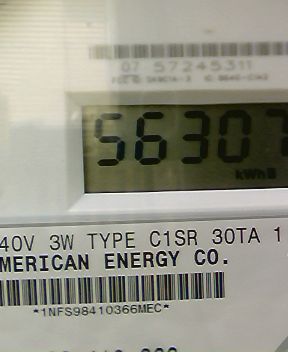 07 57245311
56307
kWh
40V 3W TYPE C1SR 30TA 1
MERICAN ENERGY CO.
*1NFS98410366MEC*